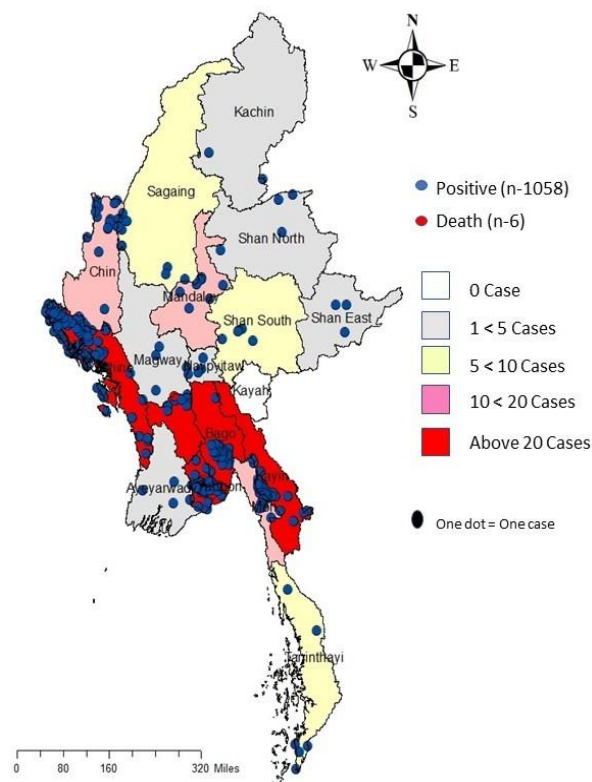 N
W E
S
Kachin
Positive (n-1058)
Death (n-6)
Sagaing
Shan North
Chin
0 Case
1 < 5 Cases
5 < 10 Cases
10 < 20 Cases
Above 20 Cases
Mandalay
Shan South
Shan East
Magway
Kayah
Bago
Ayeyarwady
Kayin
One dot = One case
Tanintharyi
0 80 160 320 Miles